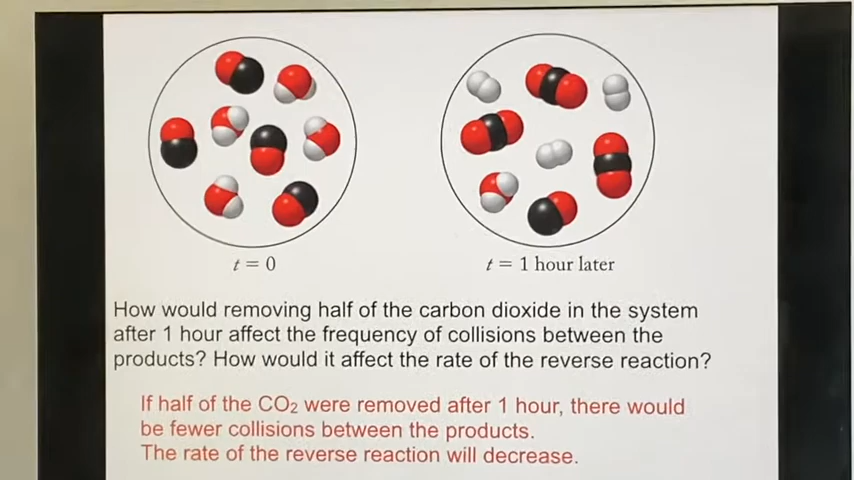 t = 0
t = 1 hour later
How would removing half of the carbon dioxide in the system
after 1 hour affect the frequency of collisions between the
products? How would it affect the rate of the reverse reaction?
If half of the CO₂ were removed after 1 hour, there would
be fewer collisions between the products.
The rate of the reverse reaction will decrease.